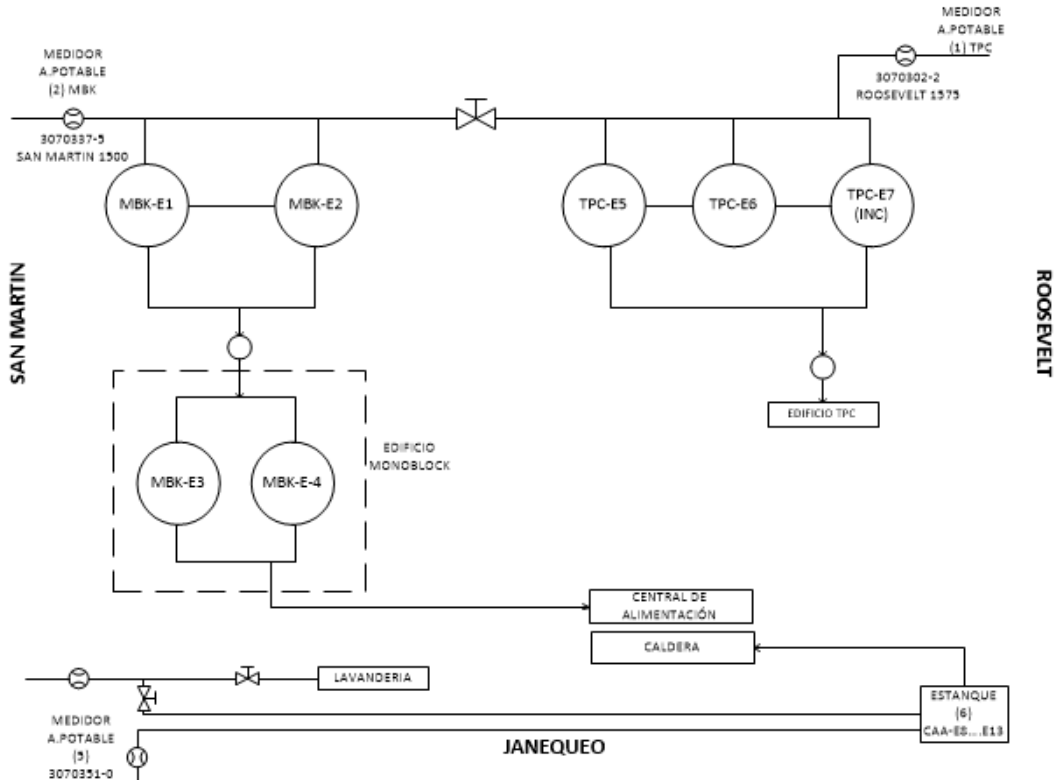 MEDIDOR
A.POTABLE
(1) TPC
3070302-2
ROOSEVELT 1575
MEDIDOR
A.POTABLE
(2) MBK
3070337-5
SAN MARTIN 1500
MBK-E1
MBK-E2
TPC-E5
TPC-E6
TPC-E7
(INC)
SAN MARTIN
ROOSEVELT
EDIFICIO TPC
EDIFICIO
MONOBLOCK
MBK-E3
MBK-E-4
CENTRAL DE
ALIMENTACIÓN
CALDERA
LAVANDERIA
ESTANQUE
(6)
CAA-E8....E13
MEDIDOR
A.POTABLE
(5)
3070351-0
JANEQUEO